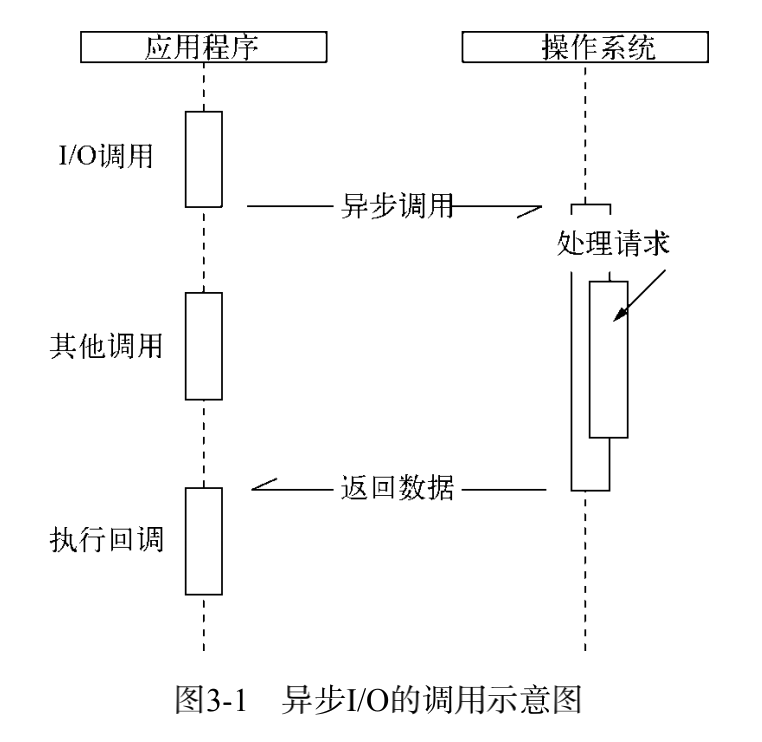 应用程序
操作系统
I/O调用
异步调用
处理请求
其他调用
返回数据
执行回调
图3-1 异步I/O的调用示意图